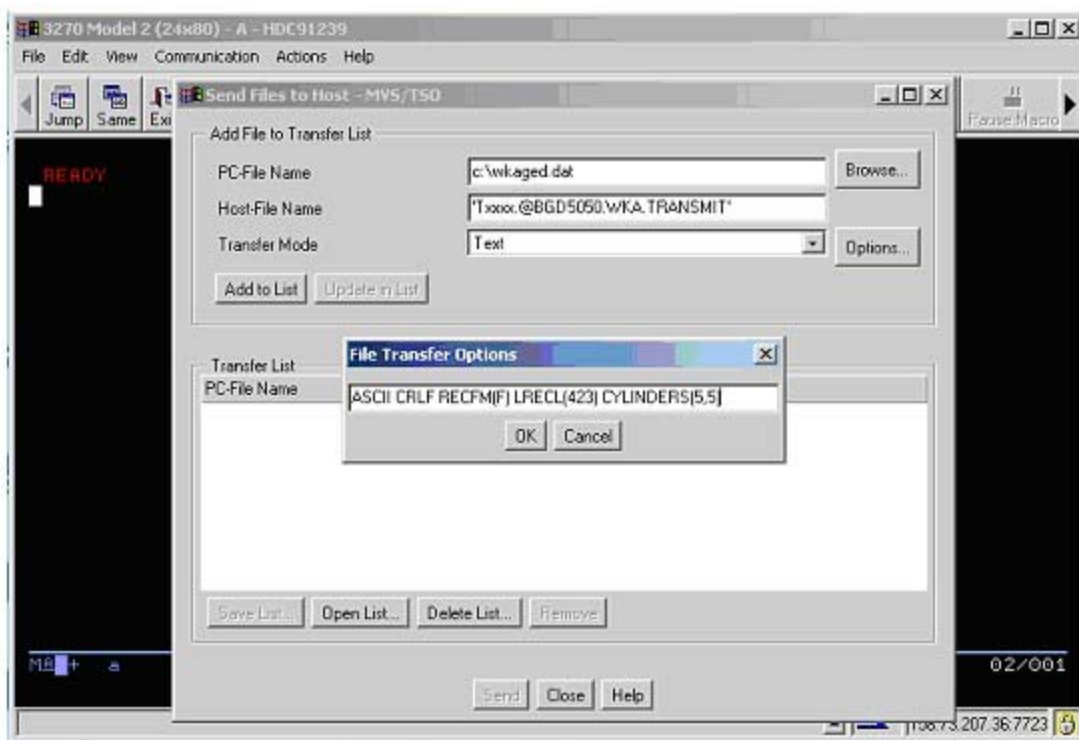 3270 Model 2 (24x80) - A - HDC91239
File Edit View Communication Actions Help
Jump Same Exi
Pause Macro
Send Files to Host - MVS/TSO
Add File to Transfer List
PC-File Name c:\wkaged.dat Browse...
Host-File Name 'Txxxx.@BGD5050.WKA.TRANSMIT'
Transfer Mode Text Options...
Add to List Update in List
READY
File Transfer Options
ASCII CRLF RECFM(F) LRECL(423) CYLINDERS(5,5)
OK Cancel
Transfer List
PC-File Name
Save List... Open List... Delete List... Remove
Send Close Help
a
02/001